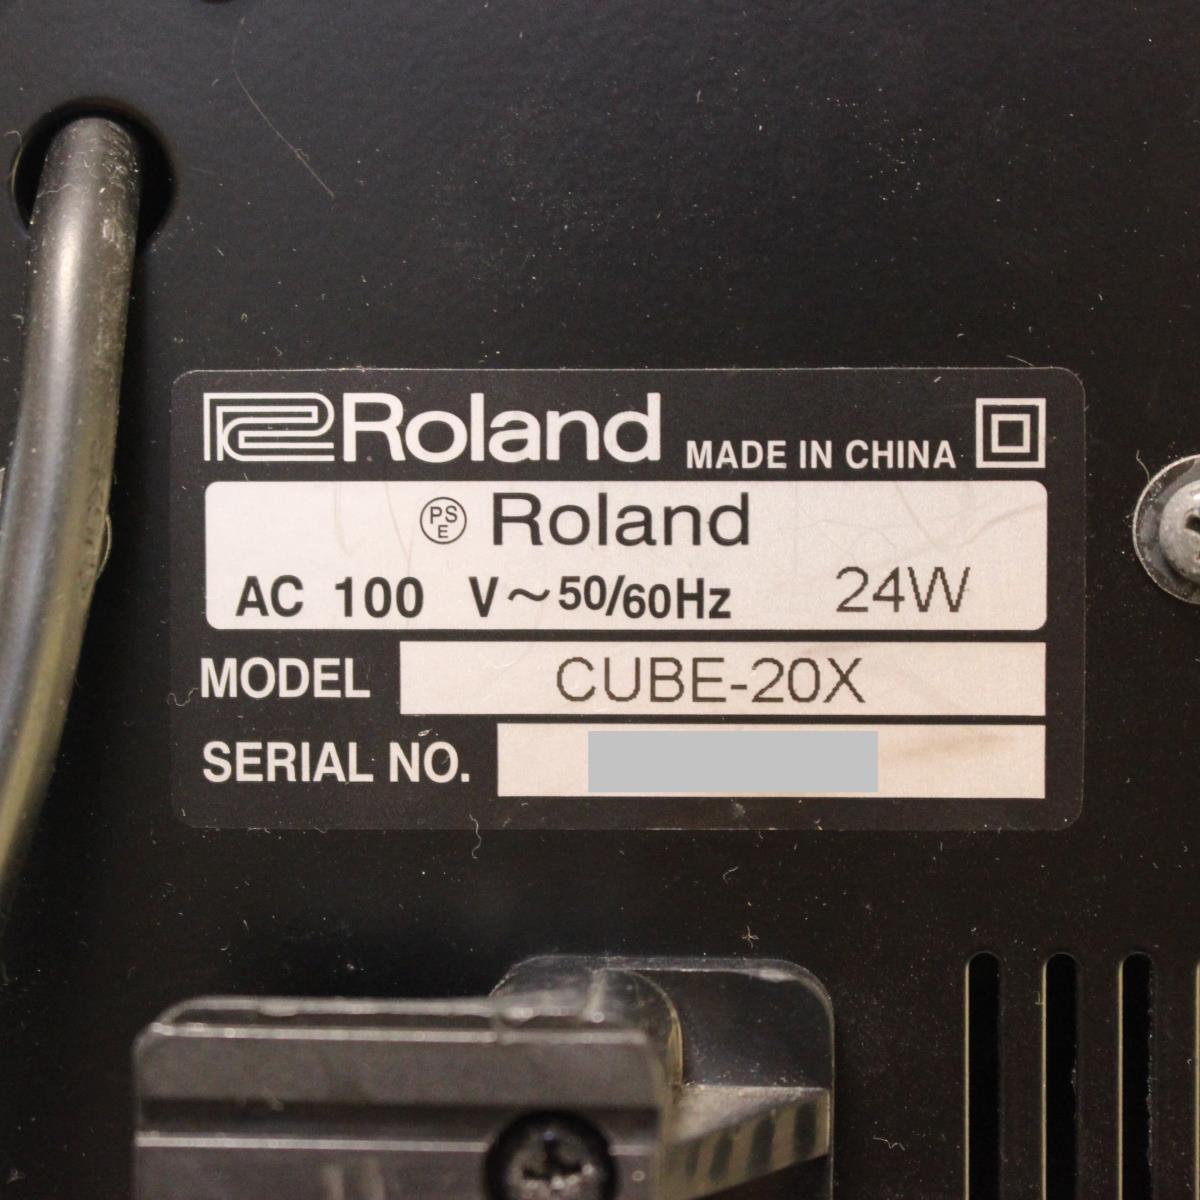 Roland MADE IN CHINA
PSE Roland
AC 100 V~50/60Hz 24W
MODEL CUBE-20X
SERIAL NO.